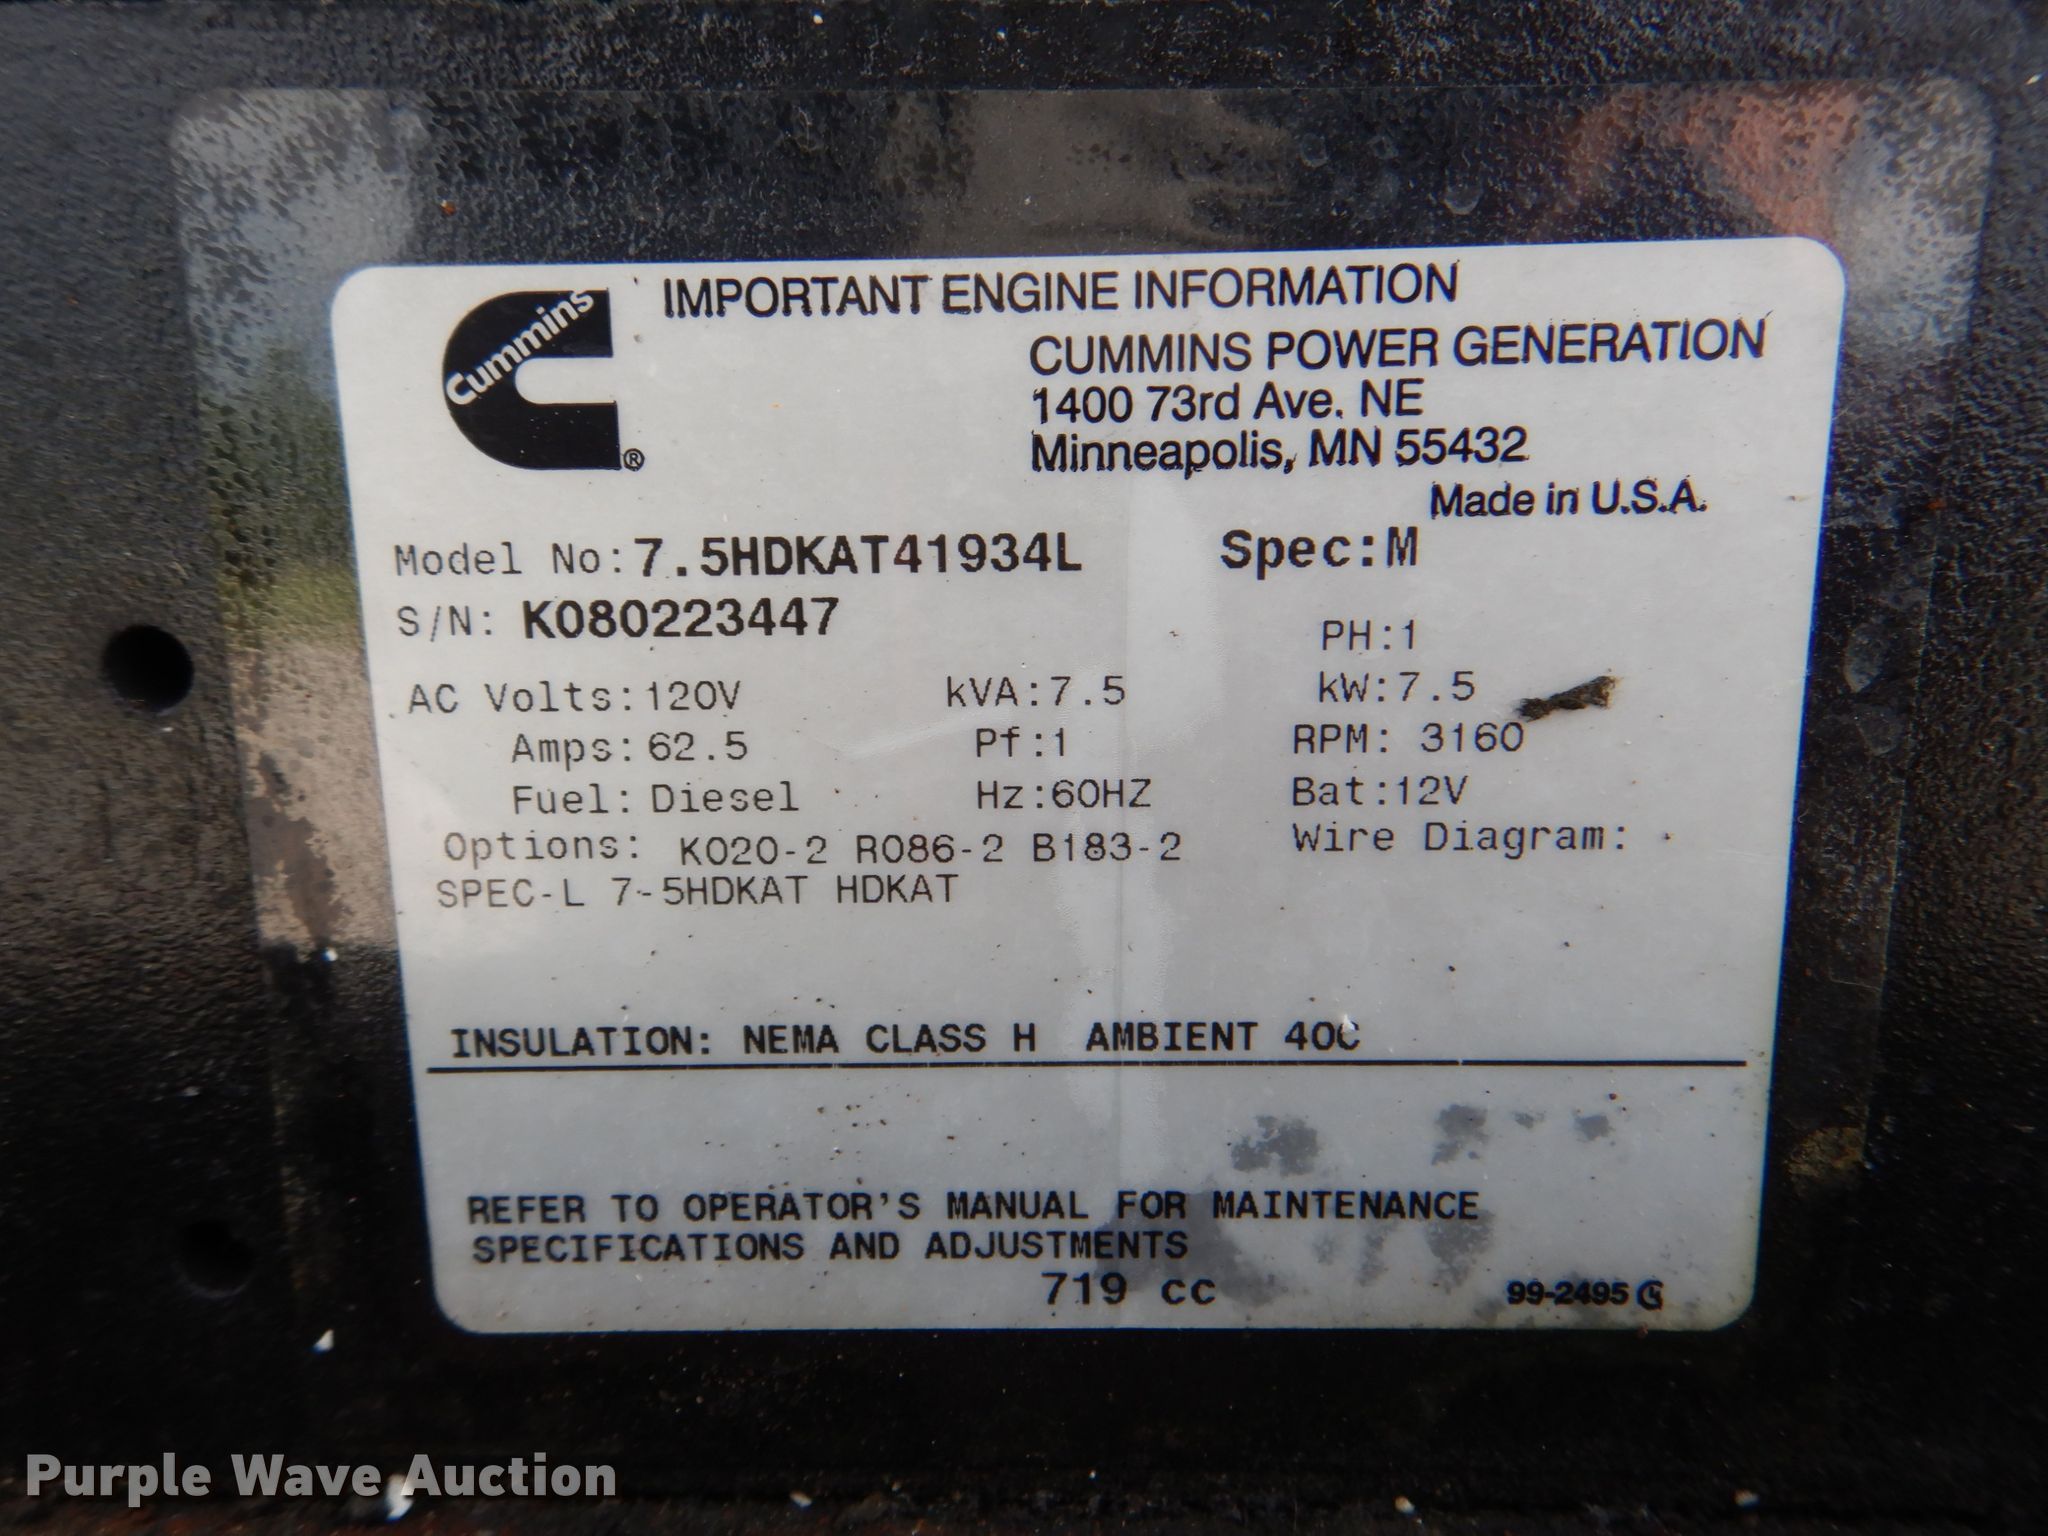 Cummins
®
IMPORTANT ENGINE INFORMATION
CUMMINS POWER GENERATION
1400 73rd Ave. NE
Minneapolis, MN 55432
Made in U.S.A.
Model No:7.5HDKAT41934L Spec:M
S/N: K080223447 PH:1
AC Volts:120V kVA:7.5 kW:7.5
Amps:62.5 Pf:1 RPM: 3160
Fuel:Diesel Hz:60HZ Bat:12V
Options: K020-2 R086-2 B183-2 Wire Diagram:
SPEC-L 7-5HDKAT HDKAT
INSULATION: NEMA CLASS H AMBIENT 40C
REFER TO OPERATOR'S MANUAL FOR MAINTENANCE
SPECIFICATIONS AND ADJUSTMENTS
719 cc 99-2495 G
Purple Wave Auction